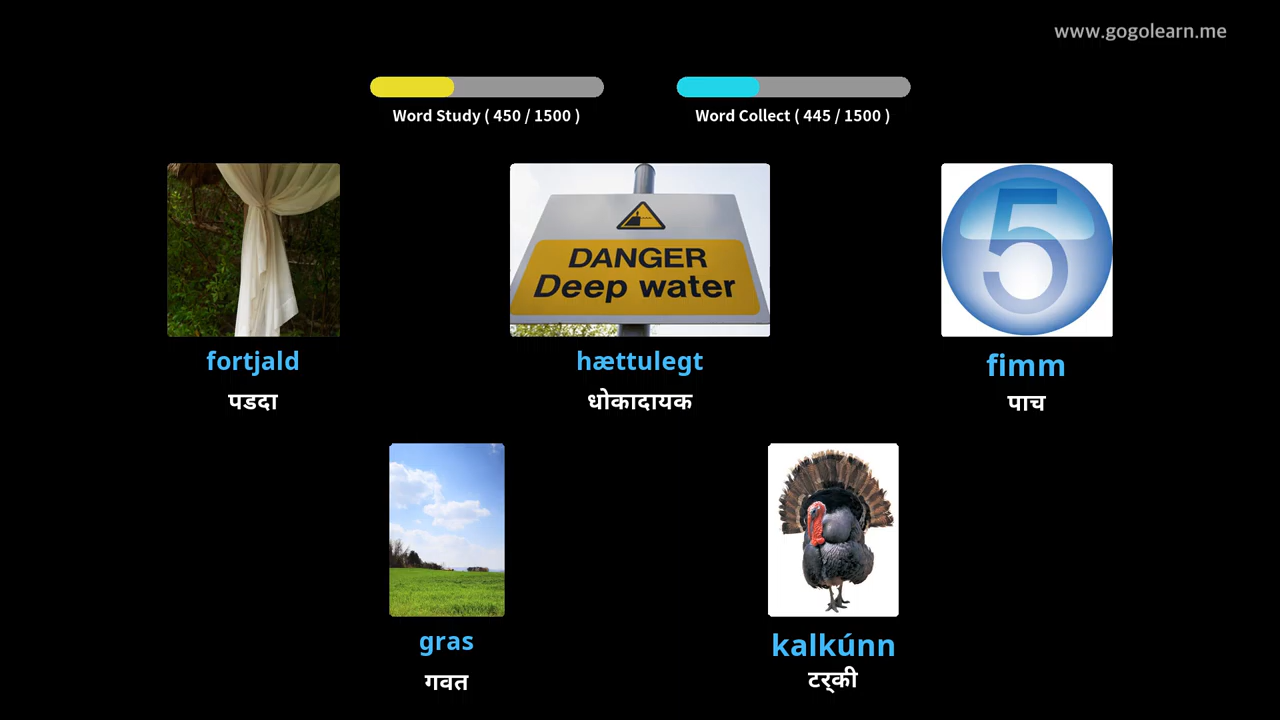 www.gogolearn.me
Word Study ( 450 / 1500 )
Word Collect ( 445 / 1500 )
DANGER
Deep water
5
fortjald
hættulegt
fimm
पडदा
धोकादायक
पाच
gras
kalkúnn
गवत
टर्की